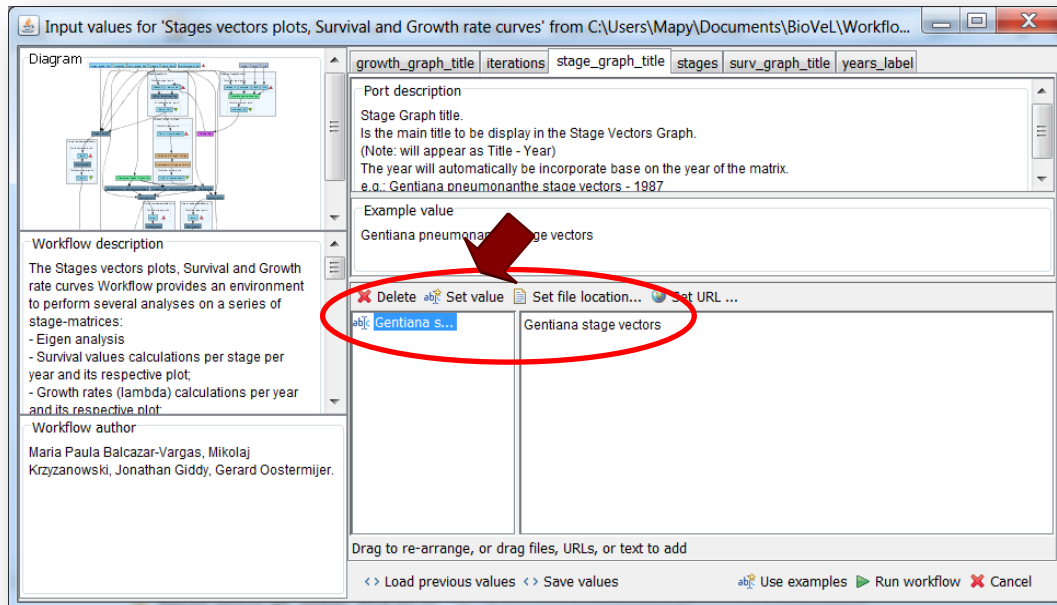 Input values for 'Stages vectors plots, Survival and Growth rate curves' from C:\Users\Mapy\Documents\BioVeL\Workflo...
Diagram
growth_graph_title iterations stage_graph_title stages surv_graph_title years_label
Port description
Stage Graph title.
Is the main title to be display in the Stage Vectors Graph.
(Note: will appear as Title - Year)
The year will automatically be incorporate base on the year of the matrix.
e.g.: Gentiana pneumonanthe stage vectors - 1987
Example value
Gentiana pneumonan ge vectors
Workflow description
The Stages vectors plots, Survival and Growth
rate curves Workflow provides an environment
to perform several analyses on a series of
stage-matrices:
- Eigen analysis
- Survival values calculations per stage per
year and its respective plot;
- Growth rates (lambda) calculations per year
and its respective plot;
Delete Set value Set file location... Set URL ...
Gentiana s...
Gentiana stage vectors
Workflow author
Maria Paula Balcazar-Vargas, Mikolaj
Krzyzanowski, Jonathan Giddy, Gerard Oostermijer.
Drag to re-arrange, or drag files, URLs, or text to add
Load previous values Save values Use examples Run workflow Cancel